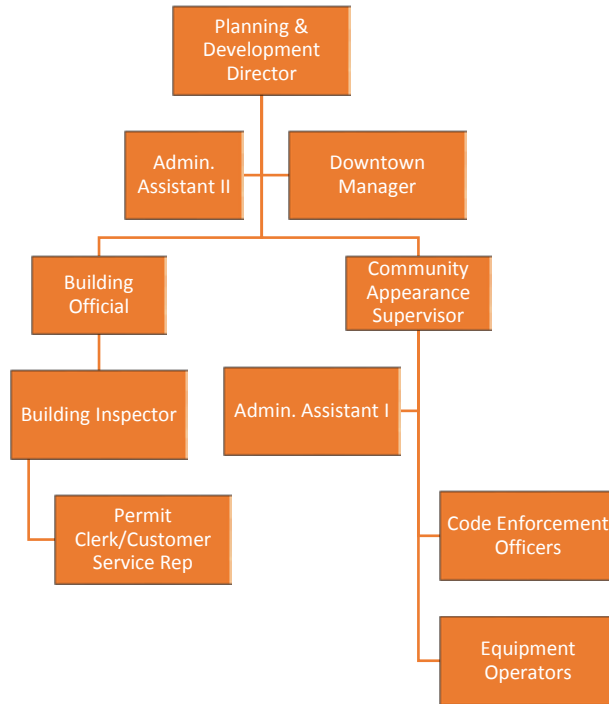 Planning &
Development
Director
Admin.
Assistant II
Downtown
Manager
Building
Official
Community
Appearance
Supervisor
Building Inspector
Admin. Assistant I
Permit
Clerk/Customer
Service Rep
Code Enforcement
Officers
Equipment
Operators